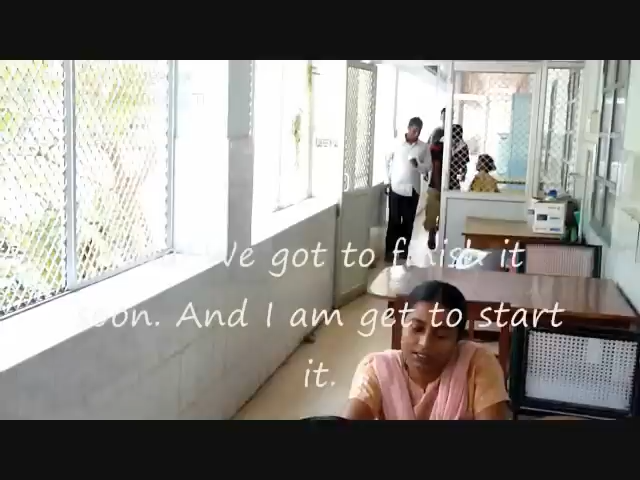 We got to finish it
soon. And I am get to start
it.